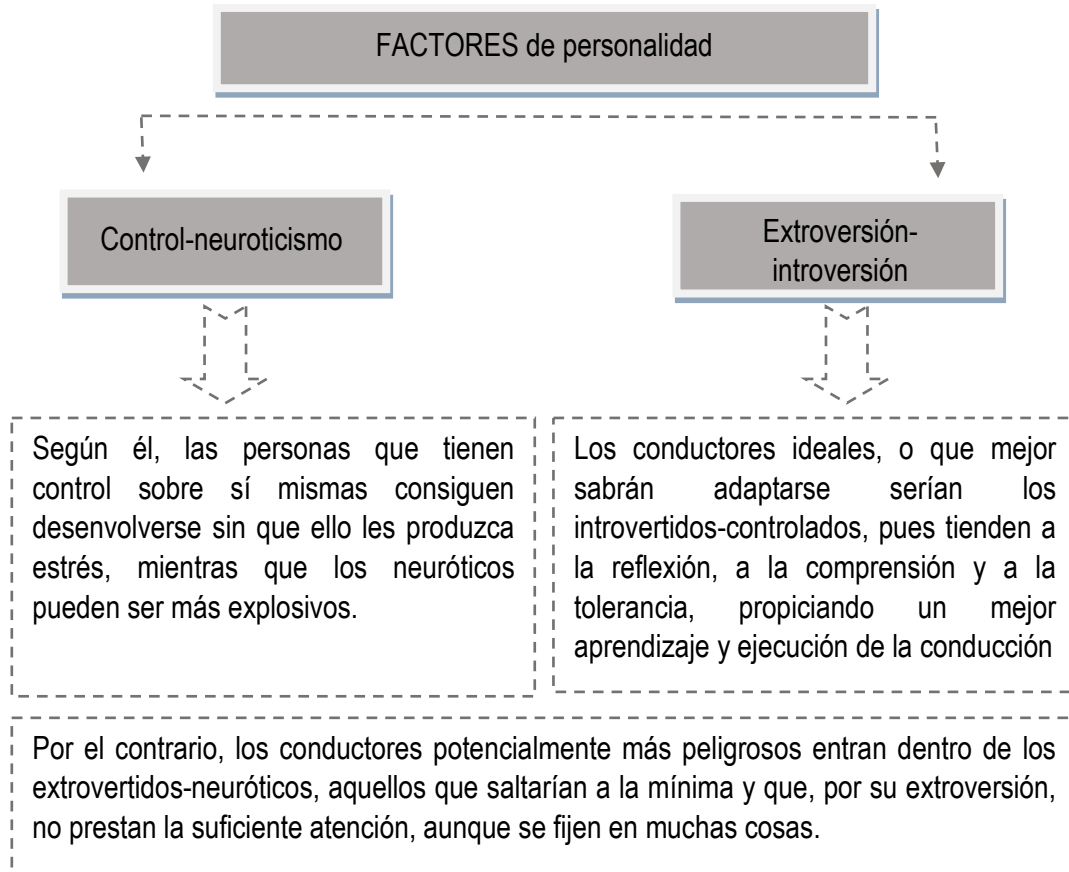 FACTORES de personalidad
Control-neuroticismo
Extroversión-
introversión
Según él, las personas que tienen
control sobre sí mismas consiguen
desenvolverse sin que ello les produzca
estrés, mientras que los neuróticos
pueden ser más explosivos.
Los conductores ideales, o que mejor
sabrán adaptarse serían los
introvertidos-controlados, pues tienden a
la reflexión, a la comprensión y a la
tolerancia, propiciando un mejor
aprendizaje y ejecución de la conducción
Por el contrario, los conductores potencialmente más peligrosos entran dentro de los
extrovertidos-neuróticos, aquellos que saltarían a la mínima y que, por su extroversión,
no prestan la suficiente atención, aunque se fijen en muchas cosas.